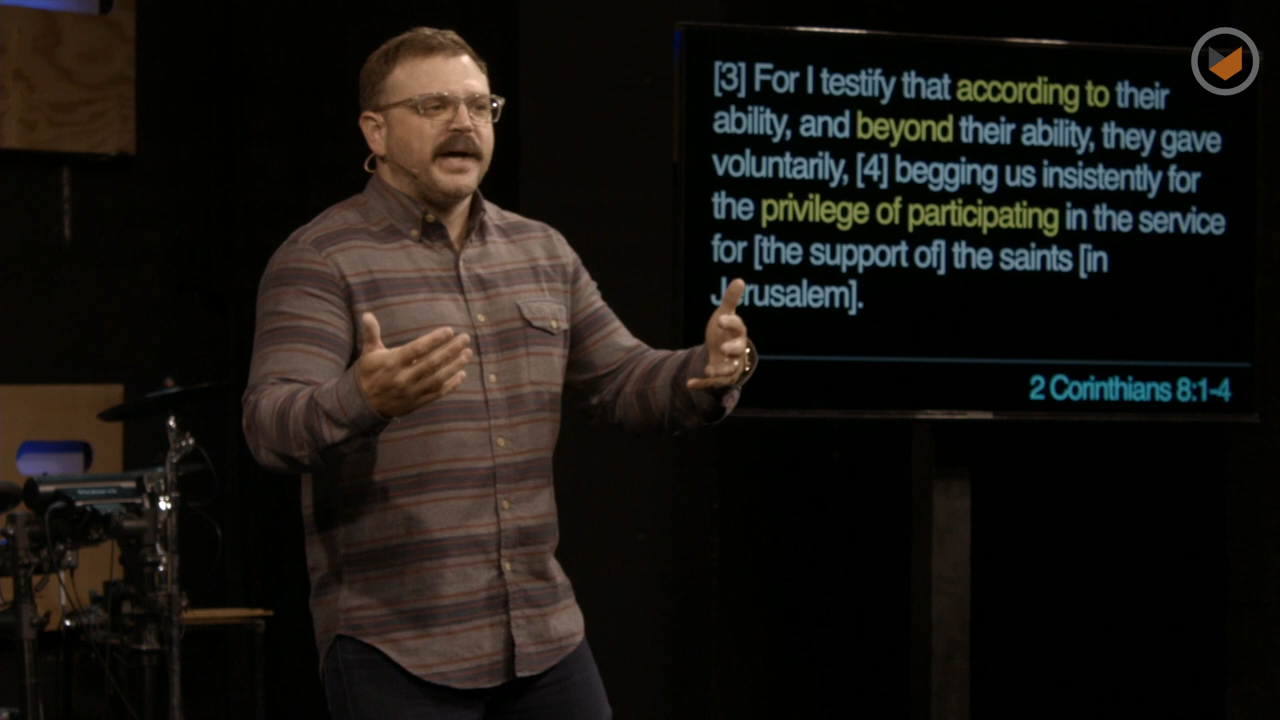 [3] For I testify that according to their
ability, and beyond their ability, they gave
voluntarily, [4] begging us insistently for
the privilege of participating in the service
for [the support of] the saints [in
Jerusalem].
2 Corinthians 8:1-4